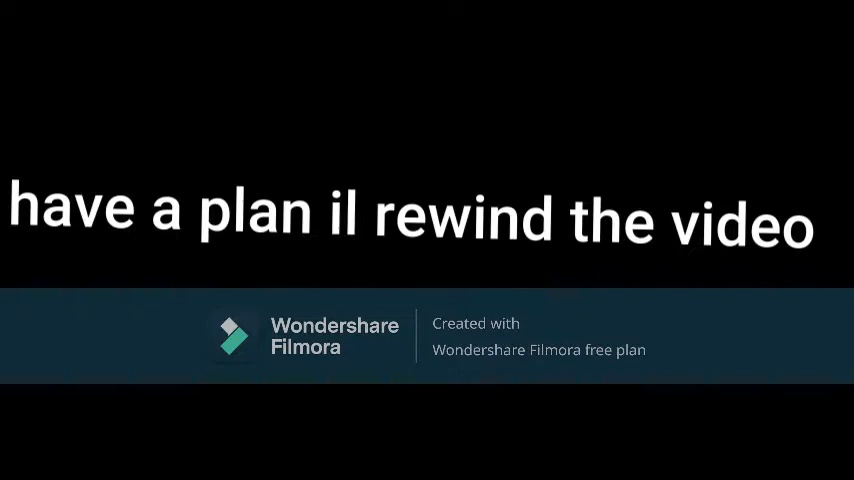 have a plan il rewind the video
Wondershare
Filmora
Created with
Wondershare Filmora free plan